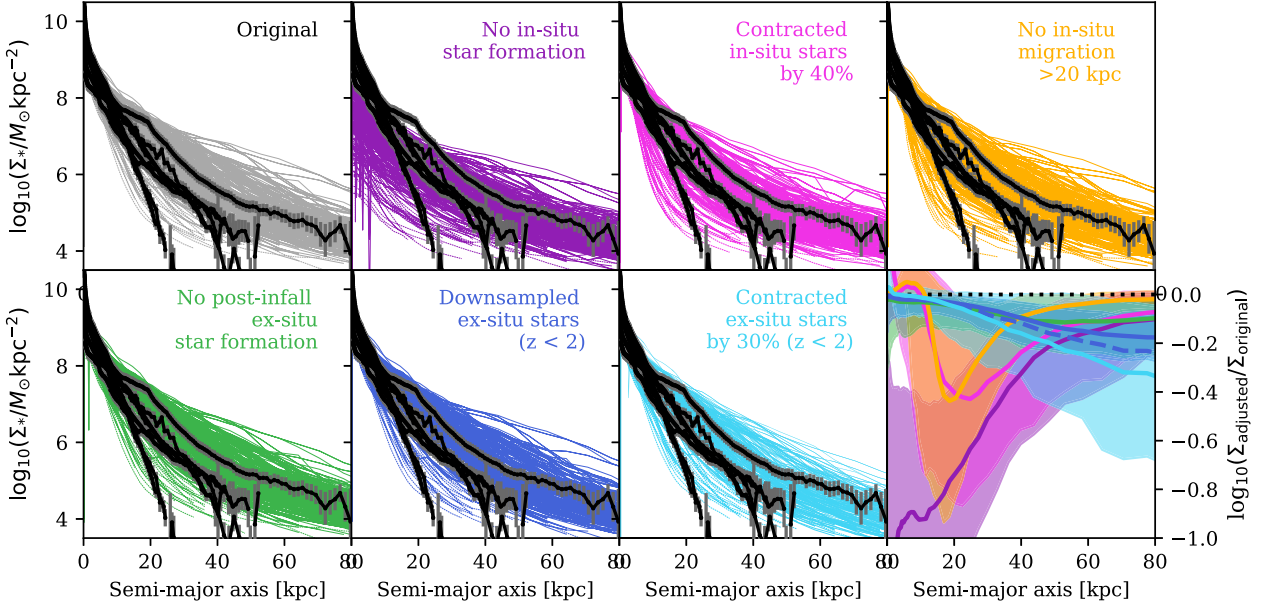 Original
No in-situ
star formation
Contracted
in-situ stars
by 40%
No in-situ
migration
>20 kpc
log₁₀(Σ*/M⊙kpc⁻²)
10
8
6
4
0
0.0
−0.2
−0.4
−0.6
−0.8
−1.0
log₁₀(Σadjusted/Σoriginal)
No post-infall
ex-situ
star formation
Downsampled
ex-situ stars
(z < 2)
Contracted
ex-situ stars
by 30% (z < 2)
log₁₀(Σ*/M⊙kpc⁻²)
10
8
6
4
0 20 40 60 80
0 20 40 60 80
0 20 40 60 80
0 20 40 60 80
Semi-major axis [kpc]
Semi-major axis [kpc]
Semi-major axis [kpc]
Semi-major axis [kpc]